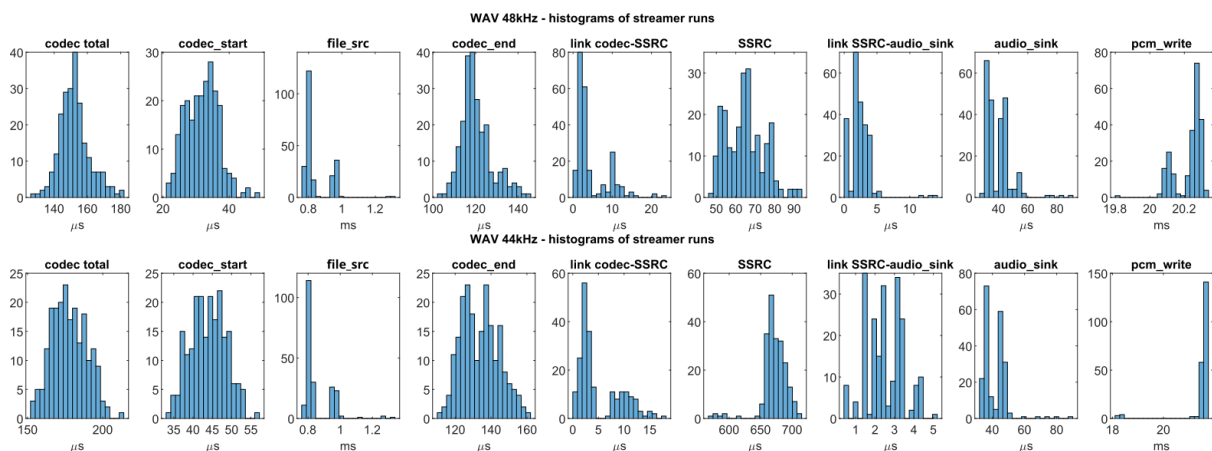 WAV 48kHz - histograms of streamer runs
codec total codec_start file_src codec_end link codec-SSRC SSRC link SSRC-audio_sink audio_sink pcm_write
40 30 40 80 60 80
30 20 100 30 60 30 60 60
20 50 20 40 20 40 40 40
10 10 10 20 10 20 20 20
0 0 0 0 0 0 0 0 0
140 160 180 20 40 0.8 1 1.2 100 120 140 0 10 20 50 60 70 80 90 0 5 10 40 60 80 19.8 20 20.2
μs μs ms μs μs μs μs μs ms
WAV 44kHz - histograms of streamer runs
codec total codec_start file_src codec_end link codec-SSRC SSRC link SSRC-audio_sink audio_sink pcm_write
25 25 25 60 60 80 150
20 20 100 20 30 60
15 15 15 40 40 20 40 100
10 10 50 10 20 20 10 20 50
5 5 5
0 0 0 0 0 0 0 0 0
150 200 35 40 45 50 55 0.8 1 1.2 120 140 160 0 5 10 15 600 650 700 1 2 3 4 5 40 60 80 18 20
μs μs ms μs μs μs μs μs ms